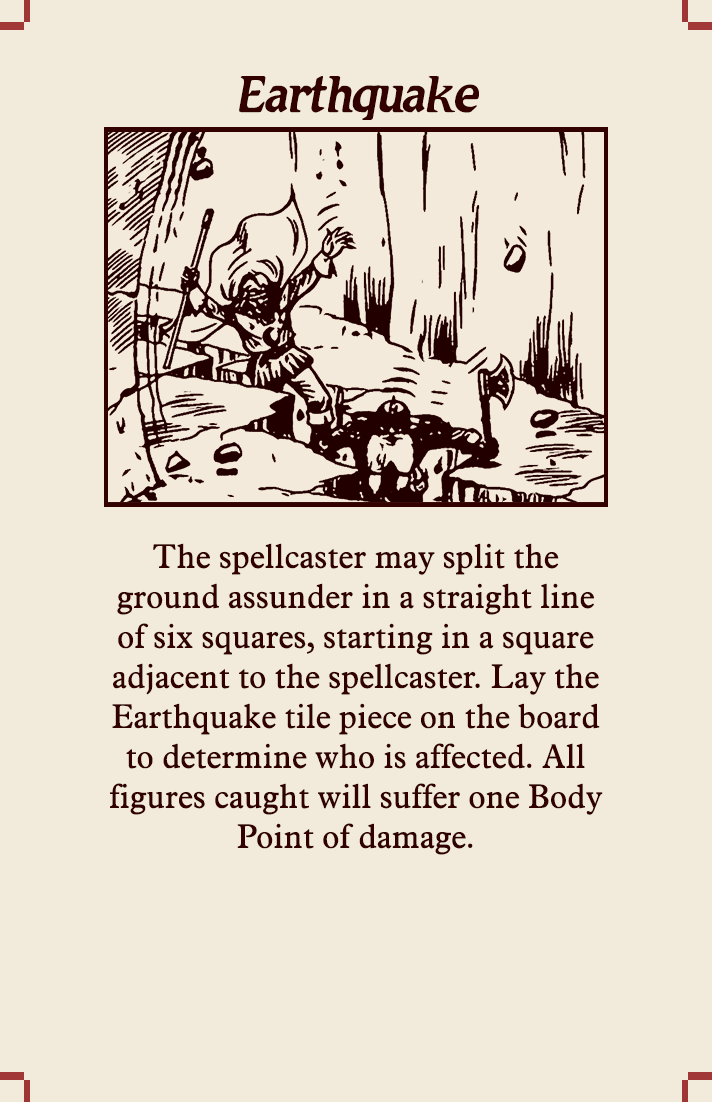 Earthquake
The spellcaster may split the
ground assunder in a straight line
of six squares, starting in a square
adjacent to the spellcaster. Lay the
Earthquake tile piece on the board
to determine who is affected. All
figures caught will suffer one Body
Point of damage.